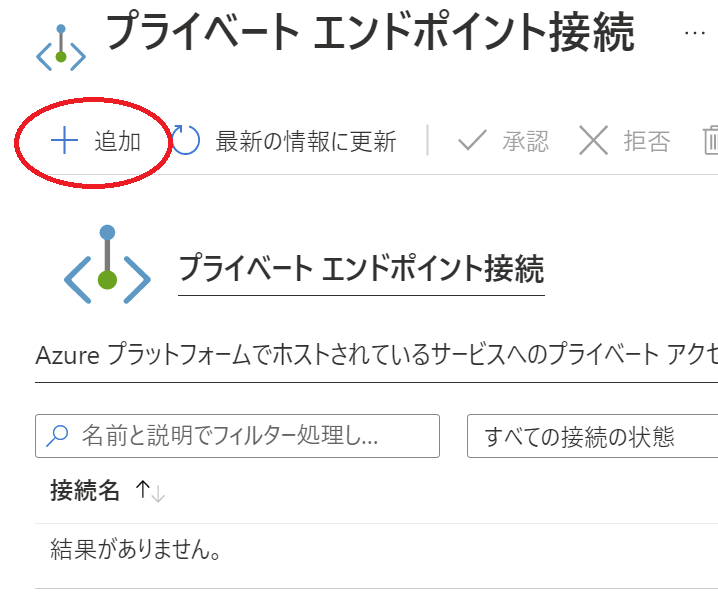 プライベート エンドポイント接続 …
追加 最新の情報に更新 承認 拒否
プライベート エンドポイント接続
Azure プラットフォームでホストされているサービスへのプライベート アクセ
名前と説明でフィルター処理し... すべての接続の状態
接続名 ↑↓
結果がありません。